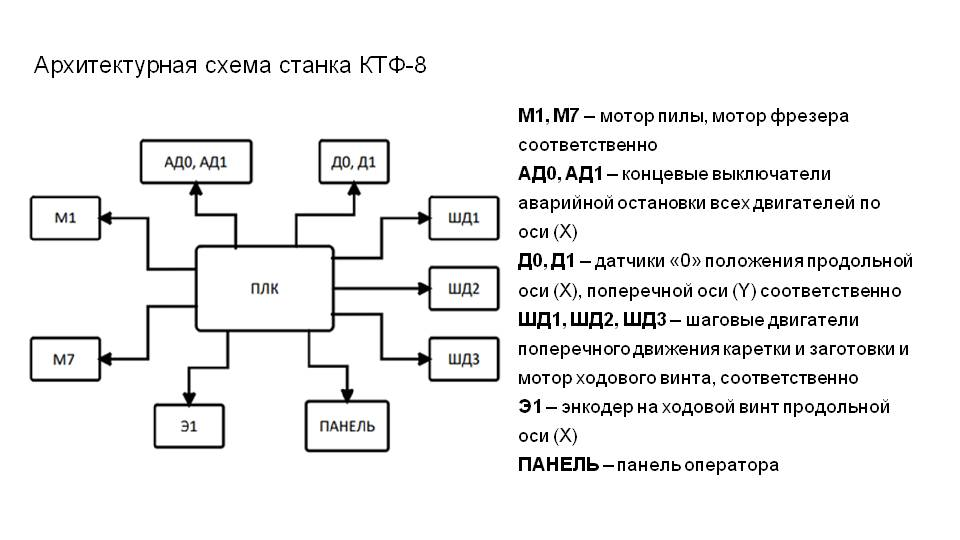 Архитектурная схема станка КТФ-8
АД0, АД1
Д0, Д1
М1
ШД1
ПЛК
ШД2
М7
ШД3
Э1
ПАНЕЛЬ
М1, М7 – мотор пилы, мотор фрезера
соответственно
АД0, АД1 – концевые выключатели
аварийной остановки всех двигателей по
оси (X)
Д0, Д1 – датчики «0» положения продольной
оси (X), поперечной оси (Y) соответственно
ШД1, ШД2, ШД3 – шаговые двигатели
поперечного движения каретки и заготовки и
мотор ходового винта, соответственно
Э1 – энкодер на ходовой винт продольной
оси (X)
ПАНЕЛЬ – панель оператора